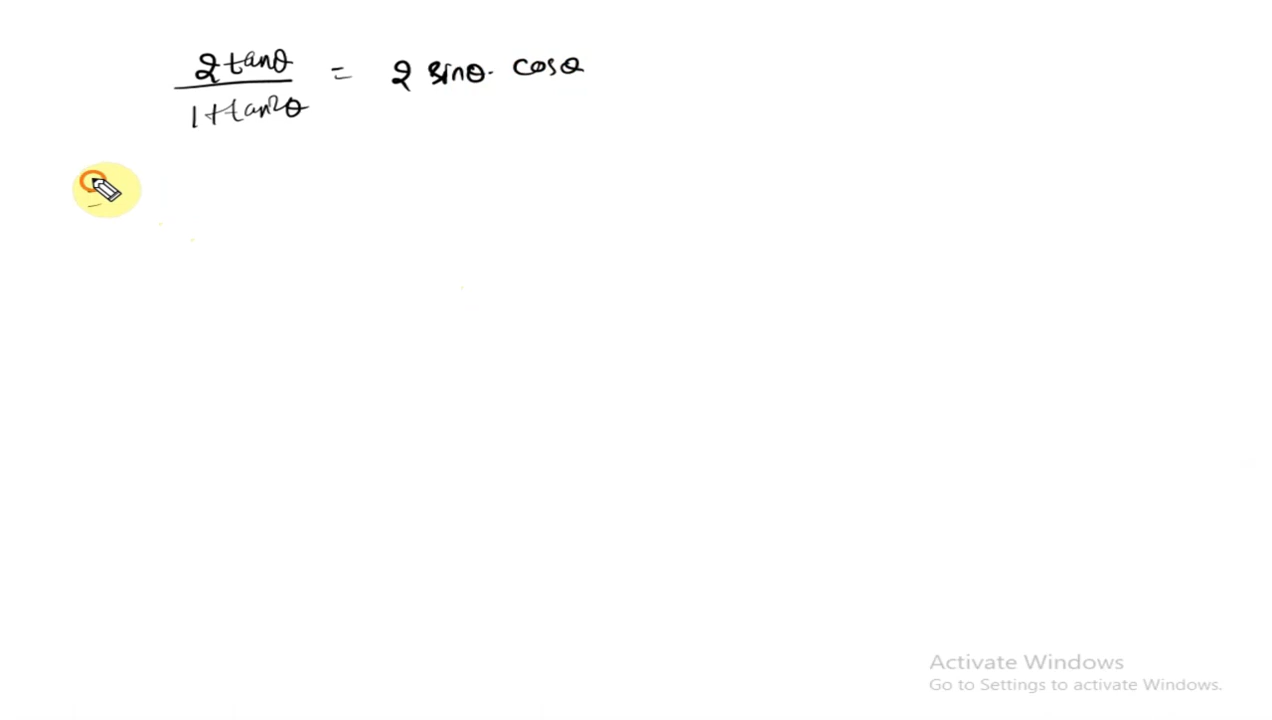 2tanθ / 1+tan²θ = 2 sinθ. cosθ
Activate Windows
Go to Settings to activate Windows.